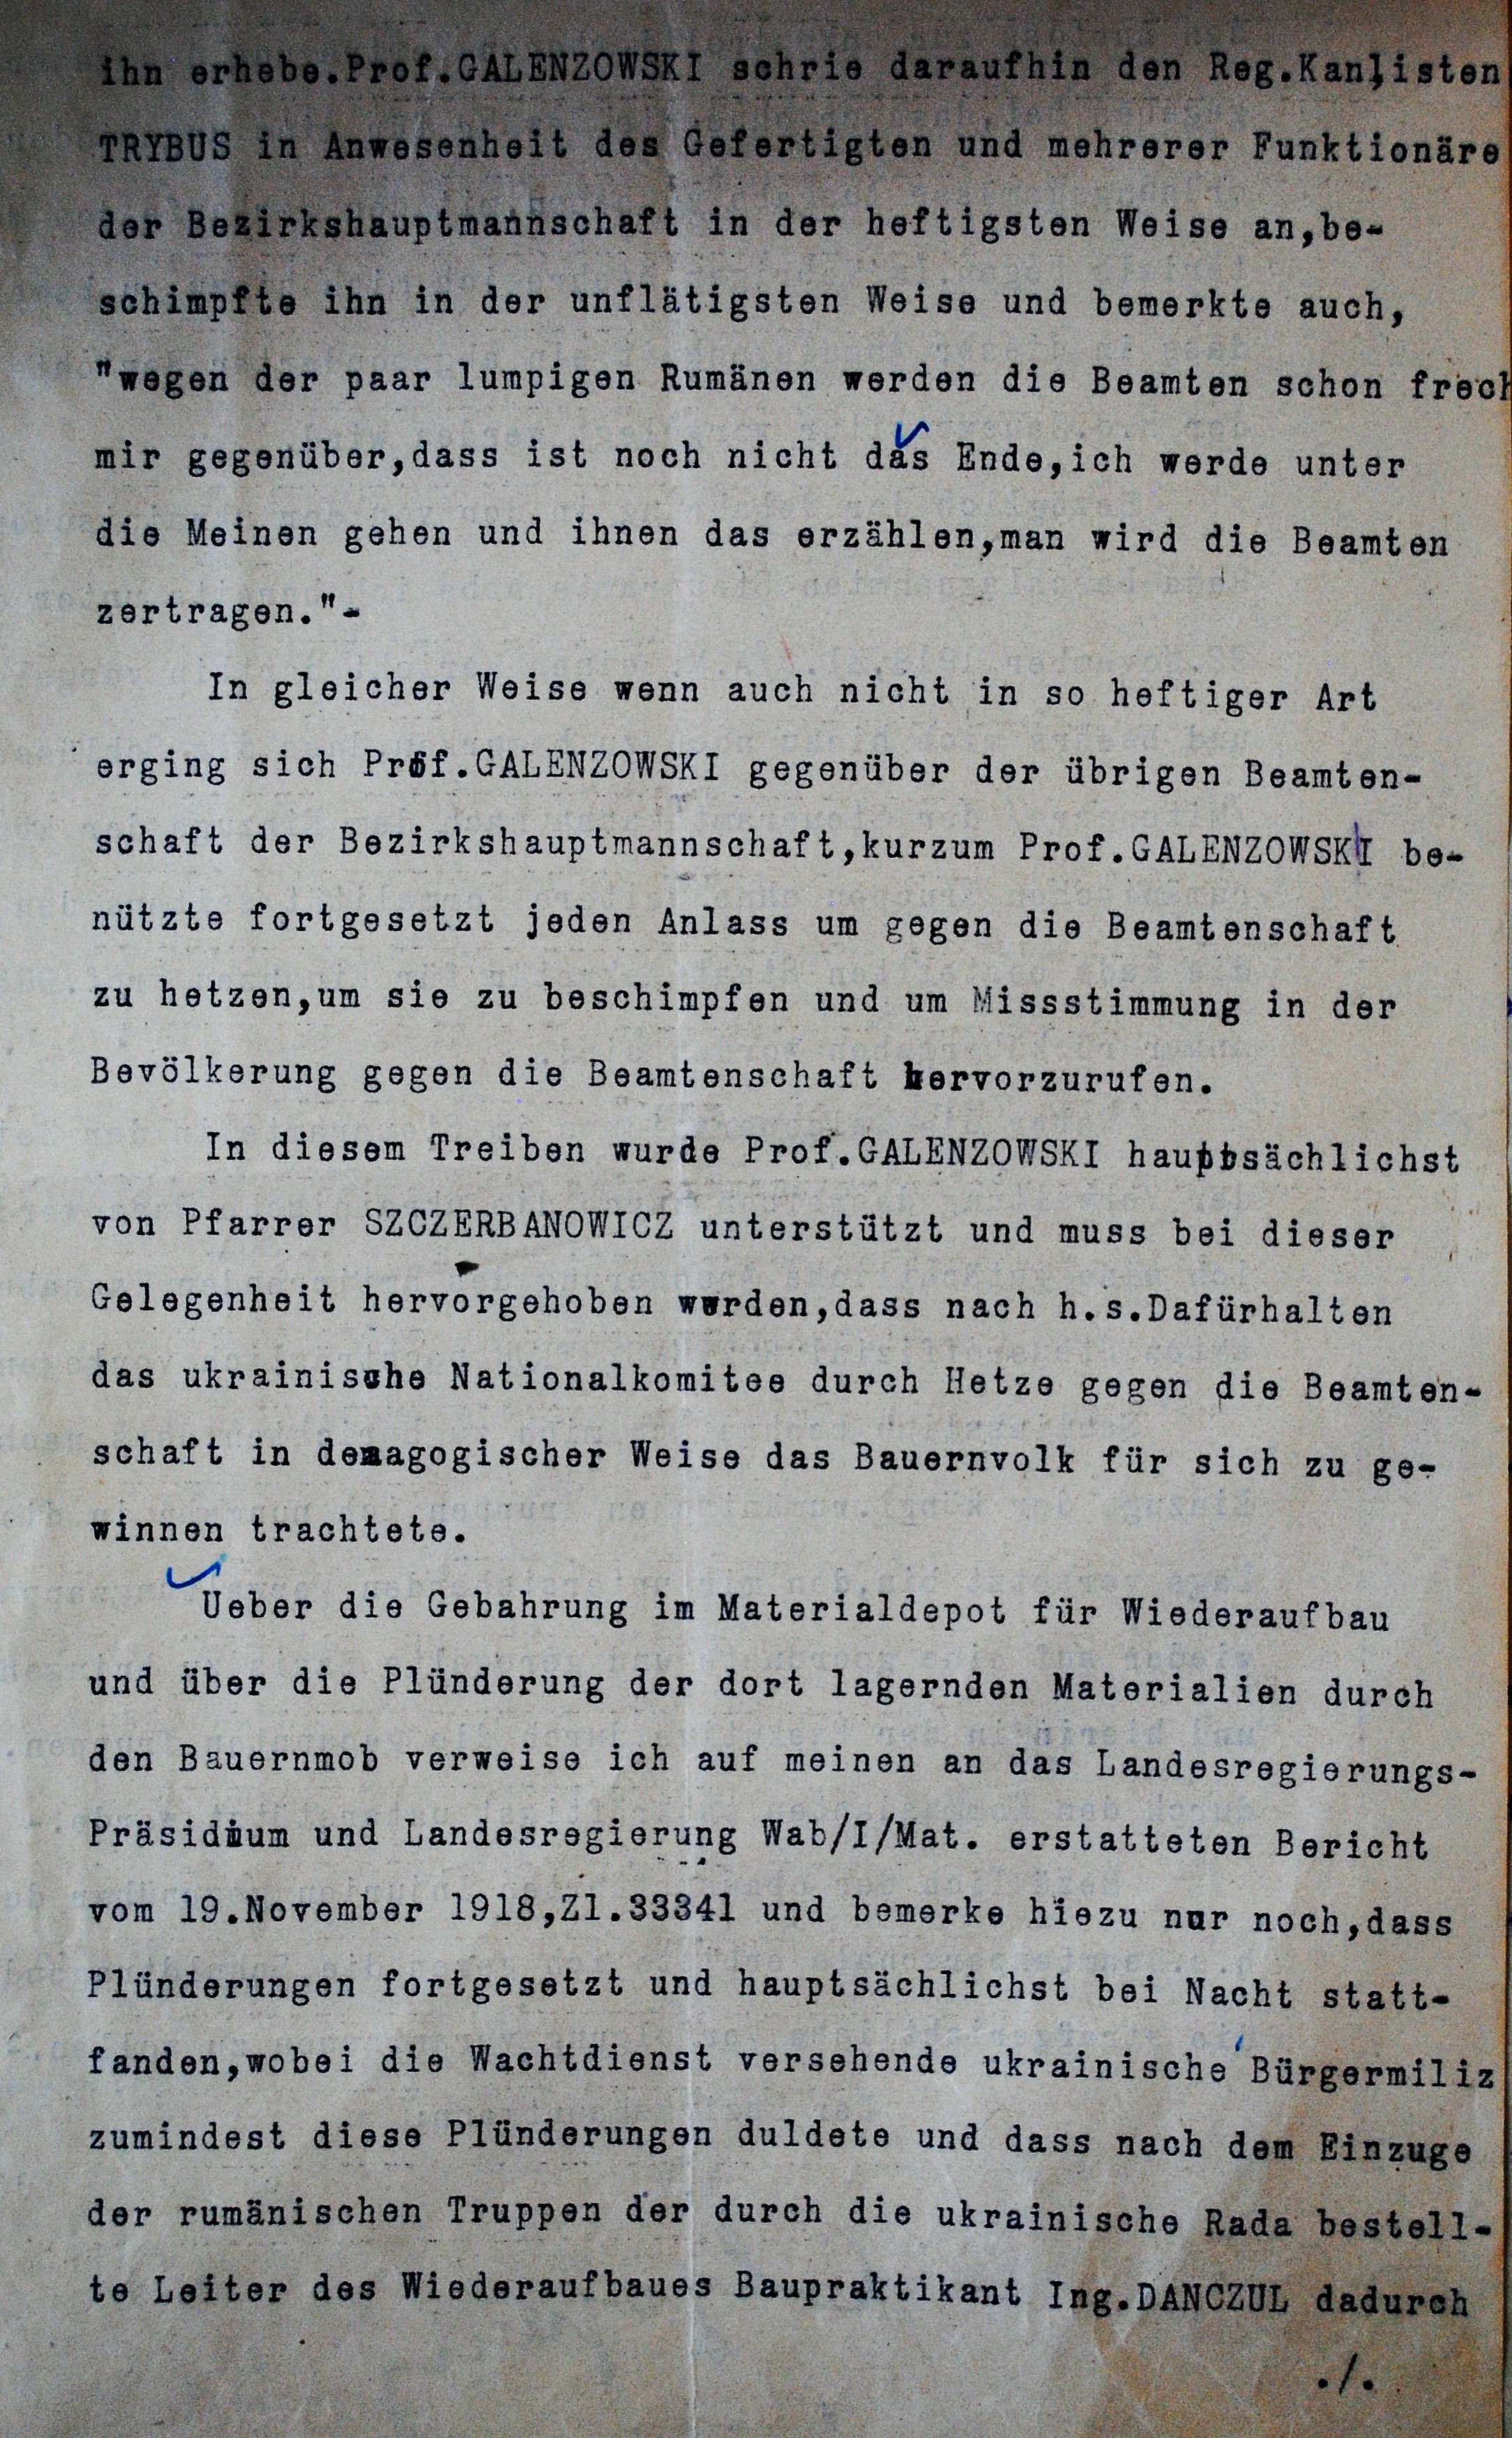 ihn erhebe.Prof.GALENZOWSKI schrie daraufhin den Reg.Kanlisten
TRYBUS in Anwesenheit des Gefertigten und mehrerer Funktionäre
der Bezirkshauptmannschaft in der heftigsten Weise an,be-
schimpfte ihn in der unflätigsten Weise und bemerkte auch,
"wegen der paar lumpigen Rumänen werden die Beamten schon frech
mir gegenüber,dass ist noch nicht das Ende,ich werde unter
die Meinen gehen und ihnen das erzählen,man wird die Beamten
zertragen."-
In gleicher Weise wenn auch nicht in so heftiger Art
erging sich Prof.GALENZOWSKI gegenüber der übrigen Beamten-
schaft der Bezirkshauptmannschaft,kurzum Prof.GALENZOWSKI be-
nützte fortgesetzt jeden Anlass um gegen die Beamtenschaft
zu hetzen,um sie zu beschimpfen und um Missstimmung in der
Bevölkerung gegen die Beamtenschaft hervorzurufen.
In diesem Treiben wurde Prof.GALENZOWSKI hauptsächlichst
von Pfarrer SZCZERBANOWICZ unterstützt und muss bei dieser
Gelegenheit hervorgehoben werden,dass nach h.s.Dafürhalten
das ukrainische Nationalkomitee durch Hetze gegen die Beamten-
schaft in demagogischer Weise das Bauernvolk für sich zu ge-
winnen trachtete.
Ueber die Gebahrung im Materialdepot für Wiederaufbau
und über die Plünderung der dort lagernden Materialien durch
den Bauernmob verweise ich auf meinen an das Landesregierungs-
Präsidium und Landesregierung Wab/I/Mat. erstatteten Bericht
vom 19.November 1918,Zl.33341 und bemerke hiezu nur noch,dass
Plünderungen fortgesetzt und hauptsächlichst bei Nacht statt-
fanden,wobei die Wachtdienst versehende ukrainische Bürgermiliz
zumindest diese Plünderungen duldete und dass nach dem Einzuge
der rumänischen Truppen der durch die ukrainische Rada bestell-
te Leiter des Wiederaufbaues Baupraktikant Ing.DANCZUL dadurch
./.